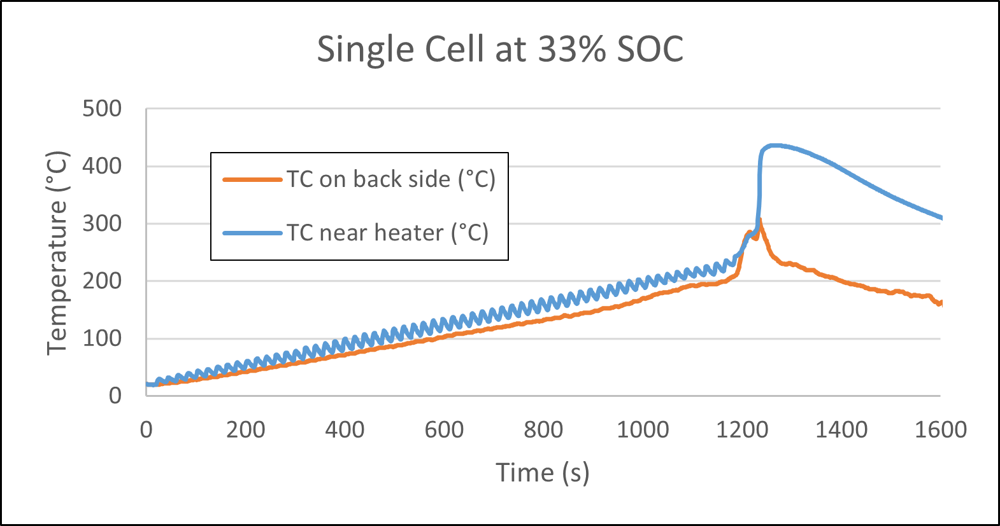 Single Cell at 33% SOC
500
400
300
200
100
0
Temperature (°C)
TC on back side (°C)
TC near heater (°C)
0 200 400 600 800 1000 1200 1400 1600
Time (s)